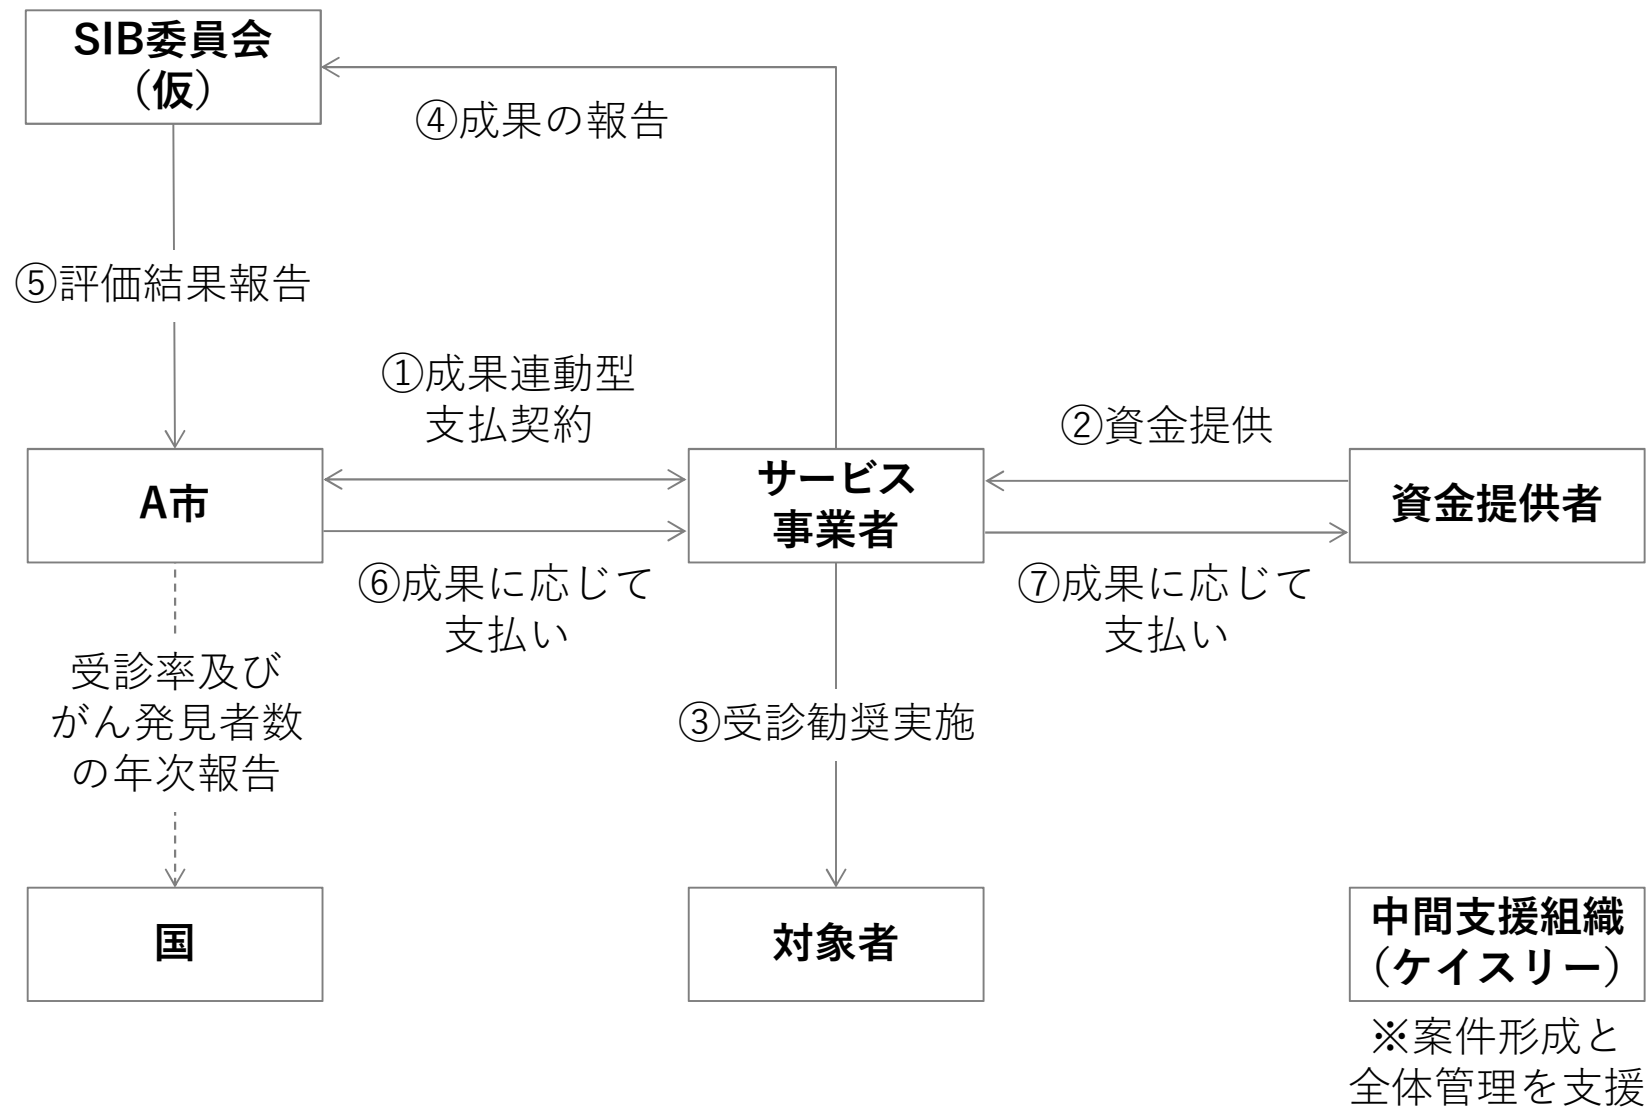 SIB委員会
（仮）
④成果の報告
⑤評価結果報告
①成果連動型
支払契約
②資金提供
A市
サービス
事業者
資金提供者
⑥成果に応じて
支払い
⑦成果に応じて
支払い
受診率及び
がん発見者数
の年次報告
③受診勧奨実施
国
対象者
中間支援組織
（ケイスリー）
※案件形成と
全体管理を支援